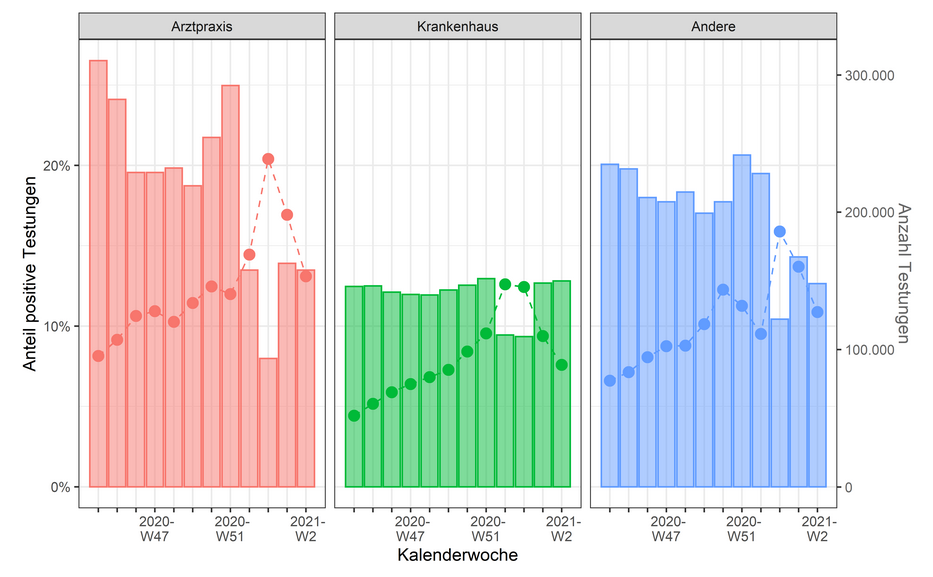 Arztpraxis
Krankenhaus
Andere
Anteil positive Testungen
20%
10%
0%
300.000
200.000
100.000
0
Anzahl Testungen
2020-
W47
2020-
W51
2021-
W2
2020-
W47
2020-
W51
2021-
W2
2020-
W47
2020-
W51
2021-
W2
Kalenderwoche